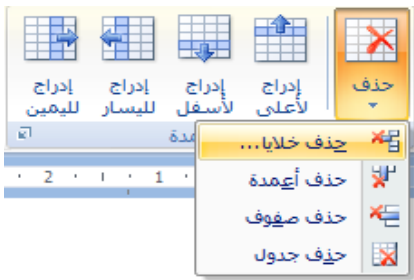 حذف
إدراج لأعلى
إدراج لأسفل
إدراج لليسار
إدراج لليمين
حذف خلايا...
حذف أعمدة
حذف صفوف
حذف جدول
2 1